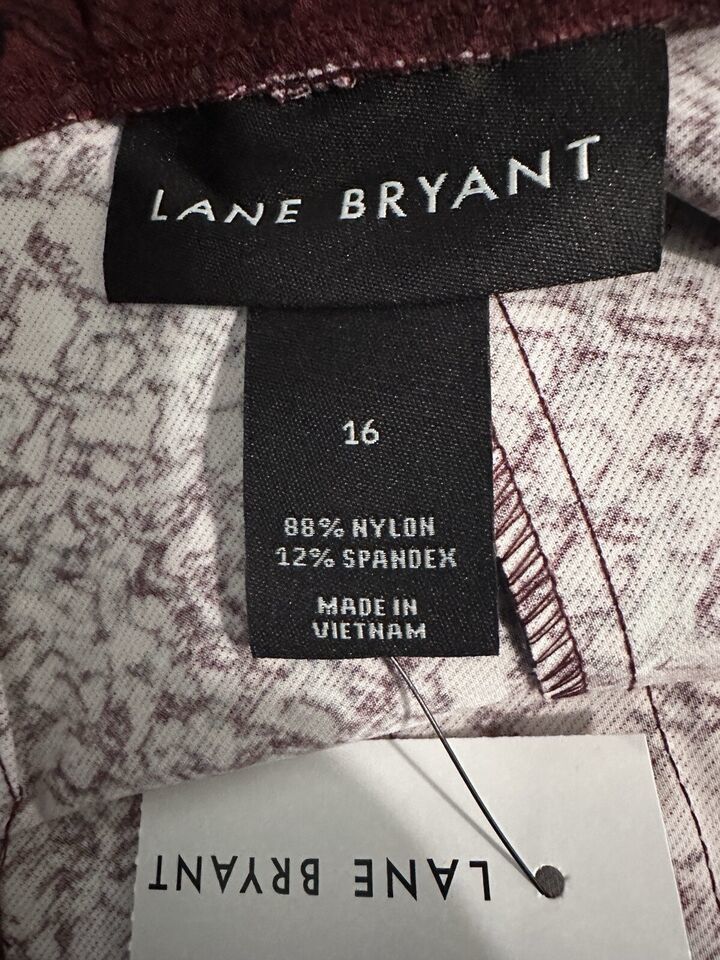 LANE BRYANT
16
88% NYLON
12% SPANDEX
MADE IN
VIETNAM
LANE BRYANT